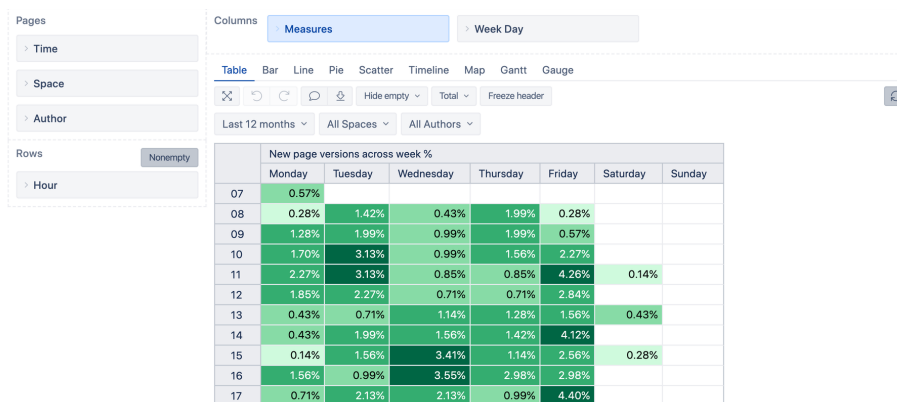 Pages
Time
Space
Author
Rows Nonempty
Hour
Columns Measures Week Day
Table Bar Line Pie Scatter Timeline Map Gantt Gauge
Hide empty Total Freeze header
Last 12 months All Spaces All Authors
New page versions across week %
Monday Tuesday Wednesday Thursday Friday Saturday Sunday
07 0.57%
08 0.28% 1.42% 0.43% 1.99% 0.28%
09 1.28% 1.99% 0.99% 1.99% 0.57%
10 1.70% 3.13% 0.99% 1.56% 2.27%
11 2.27% 3.13% 0.85% 0.85% 4.26% 0.14%
12 1.85% 2.27% 0.71% 0.71% 2.84%
13 0.43% 0.71% 1.14% 1.28% 1.56% 0.43%
14 0.43% 1.99% 1.56% 1.42% 4.12%
15 0.14% 1.56% 3.41% 1.14% 2.56% 0.28%
16 1.56% 0.99% 3.55% 2.98% 2.98%
17 0.71% 2.13% 2.13% 0.99% 4.40%